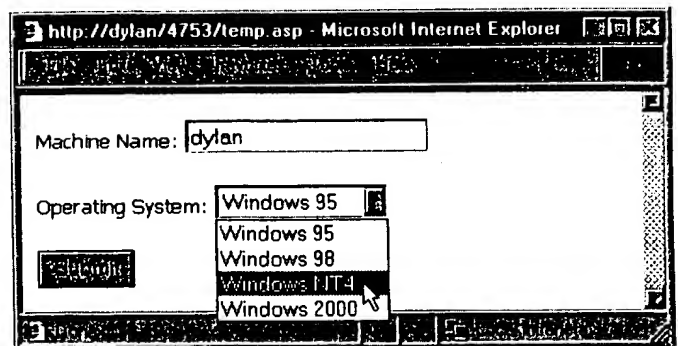 http://dylan/4753/temp.asp - Microsoft Internet Explorer
Machine Name: dylan
Operating System: Windows 95
Windows 95
Windows 98
Windows NT4
Windows 2000